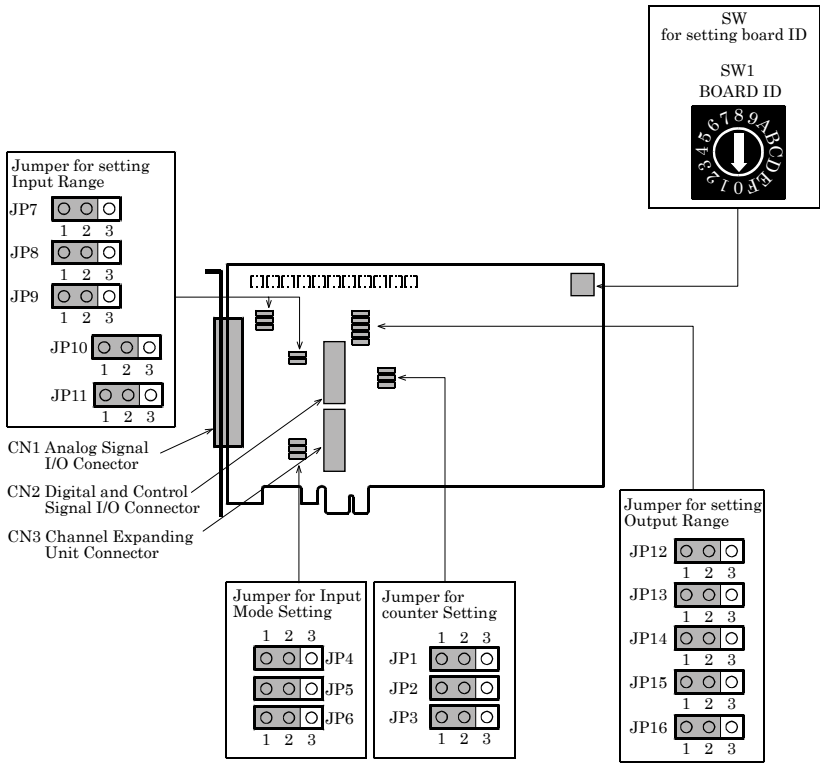 SW
for setting board ID
SW1
BOARD ID
0123456789ABCDEF
Jumper for setting
Input Range
JP7
1 2 3
JP8
1 2 3
JP9
1 2 3
JP10
1 2 3
JP11
1 2 3
CN1 Analog Signal
I/O Conector
CN2 Digital and Control
Signal I/O Connector
CN3 Channel Expanding
Unit Connector
Jumper for Input
Mode Setting
1 2 3
JP4
JP5
JP6
1 2 3
Jumper for
counter Setting
1 2 3
JP1
JP2
JP3
1 2 3
Jumper for setting
Output Range
JP12
1 2 3
JP13
1 2 3
JP14
1 2 3
JP15
1 2 3
JP16
1 2 3